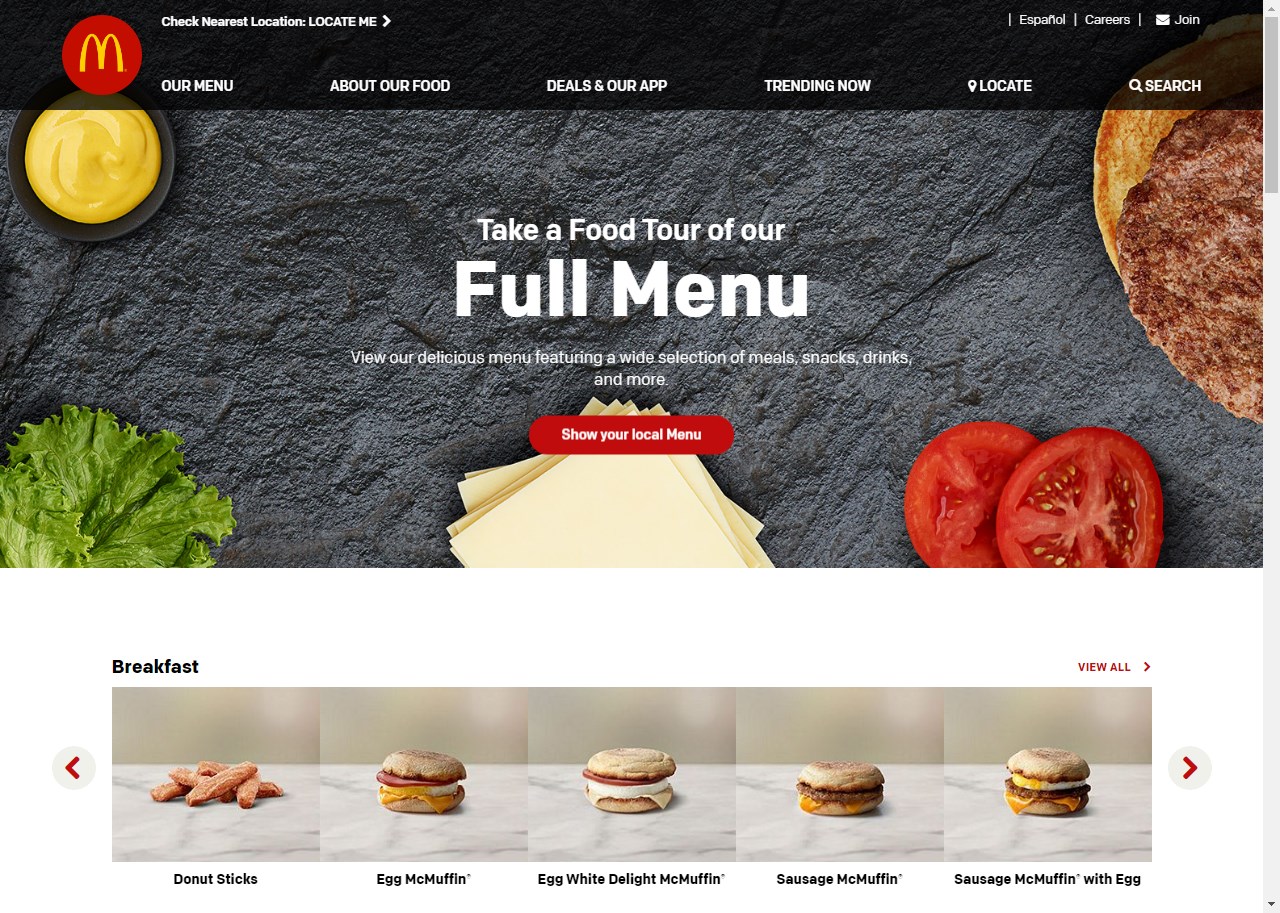 Check Nearest Location: LOCATE ME
| Español | Careers | Join
OUR MENU ABOUT OUR FOOD DEALS & OUR APP TRENDING NOW LOCATE SEARCH
Take a Food Tour of our
Full Menu
View our delicious menu featuring a wide selection of meals, snacks, drinks,
and more.
Show your local Menu
Breakfast
VIEW ALL
Donut Sticks
Egg McMuffin®
Egg White Delight McMuffin®
Sausage McMuffin®
Sausage McMuffin® with Egg